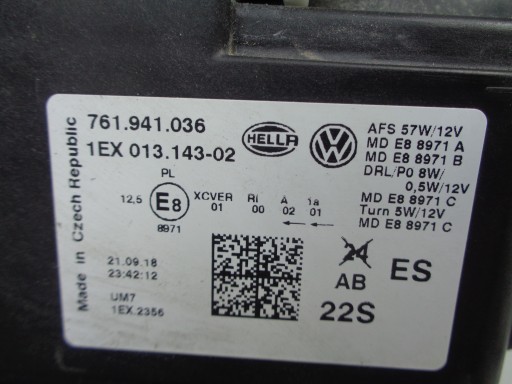 Made in Czech Republic
761.941.036
1EX 013.143-02
HELLA
AFS 57W/12V
MD E8 8971 A
MD E8 8971 B
DRL/P0 8W/
0,5W/12V
MD E8 8971 C
Turn 5W/12V
MD E8 8971 C
PL
12,5 E8 XCVER RI A 1a
01 00 02 01
8971
21.09.18
23:42:12
UM7
1EX.2356
24 ES
AB
22S